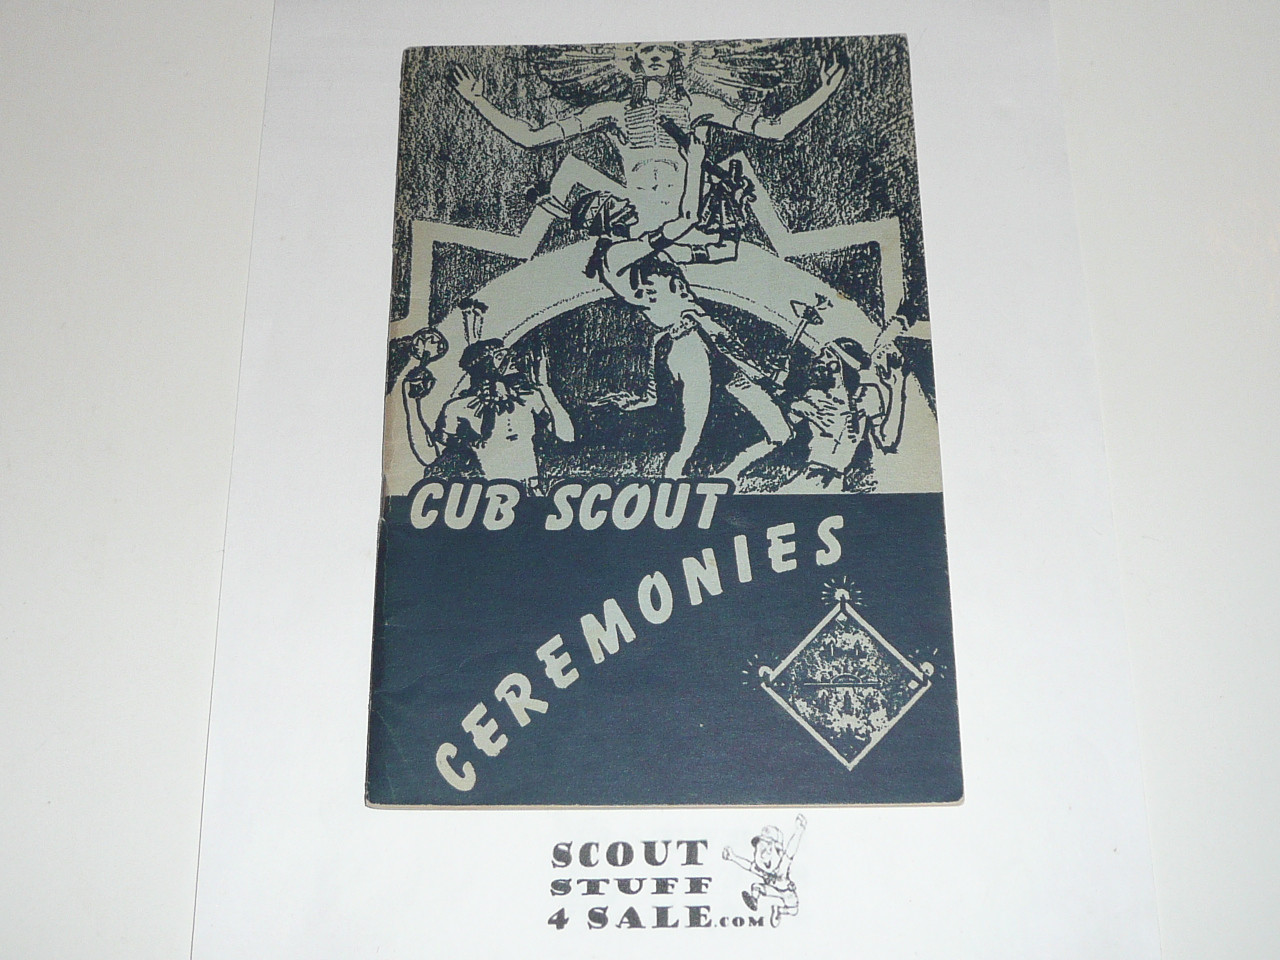 CUB SCOUT
CEREMONIES
SCOUT
STUFF
4 SALE.COM